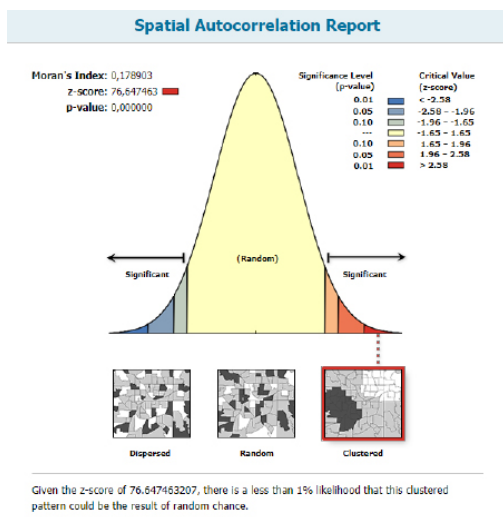 Spatial Autocorrelation Report
Moran's Index: 0,178903
z-score: 76,647463
p-value: 0,000000
Significance Level (p-value)
Critical Value (z-score)
0.01 < -2.58
0.05 -2.58 - -1.96
0.10 -1.96 - -1.65
--- -1.65 - 1.65
0.10 1.65 - 1.96
0.05 1.96 - 2.58
0.01 > 2.58
(Random)
Significant
Significant
Dispersed
Random
Clustered
Given the z-score of 76.647463207, there is a less than 1% likelihood that this clustered
pattern could be the result of random chance.